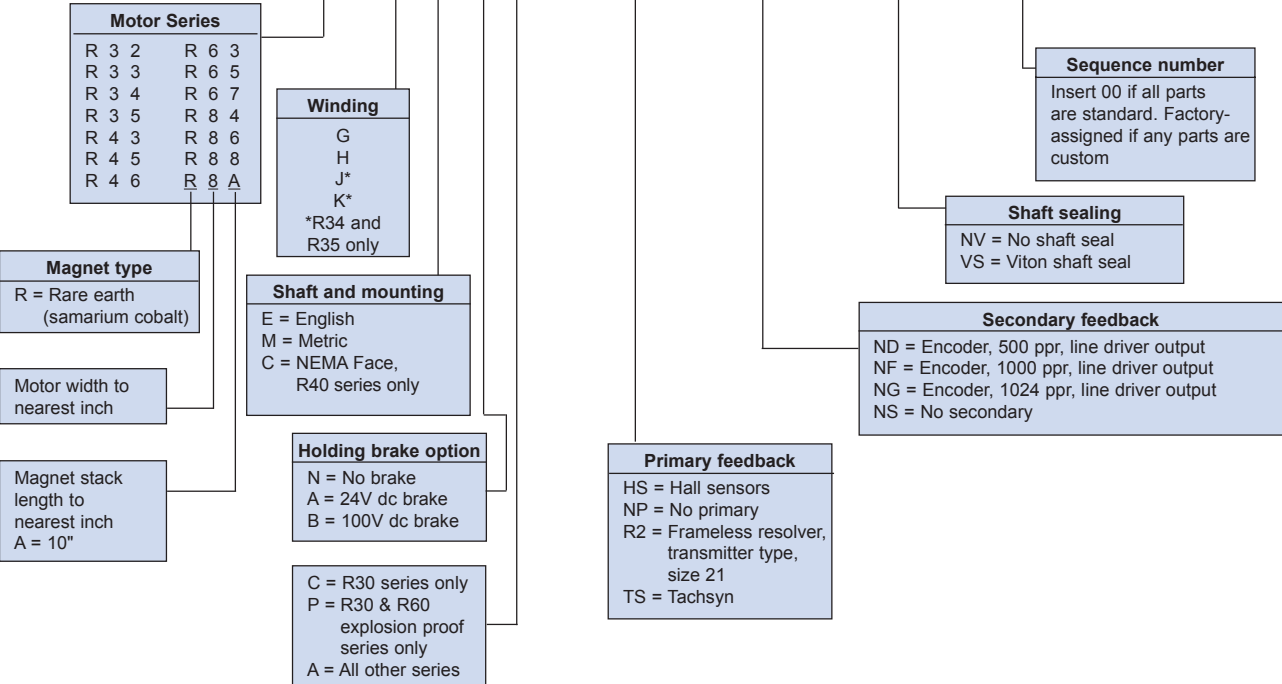 Motor Series
R 3 2 R 6 3
R 3 3 R 6 5
R 3 4 R 6 7
R 3 5 R 8 4
R 4 3 R 8 6
R 4 5 R 8 8
R 4 6 R 8 A
Magnet type
R = Rare earth
(samarium cobalt)
Motor width to
nearest inch
Magnet stack
length to
nearest inch
A = 10"
Winding
G
H
J*
K*
*R34 and
R35 only
Shaft and mounting
E = English
M = Metric
C = NEMA Face,
R40 series only
Holding brake option
N = No brake
A = 24V dc brake
B = 100V dc brake
C = R30 series only
P = R30 & R60
explosion proof
series only
A = All other series
Primary feedback
HS = Hall sensors
NP = No primary
R2 = Frameless resolver,
transmitter type,
size 21
TS = Tachsyn
Secondary feedback
ND = Encoder, 500 ppr, line driver output
NF = Encoder, 1000 ppr, line driver output
NG = Encoder, 1024 ppr, line driver output
NS = No secondary
Shaft sealing
NV = No shaft seal
VS = Viton shaft seal
Sequence number
Insert 00 if all parts
are standard. Factory-
assigned if any parts are
custom